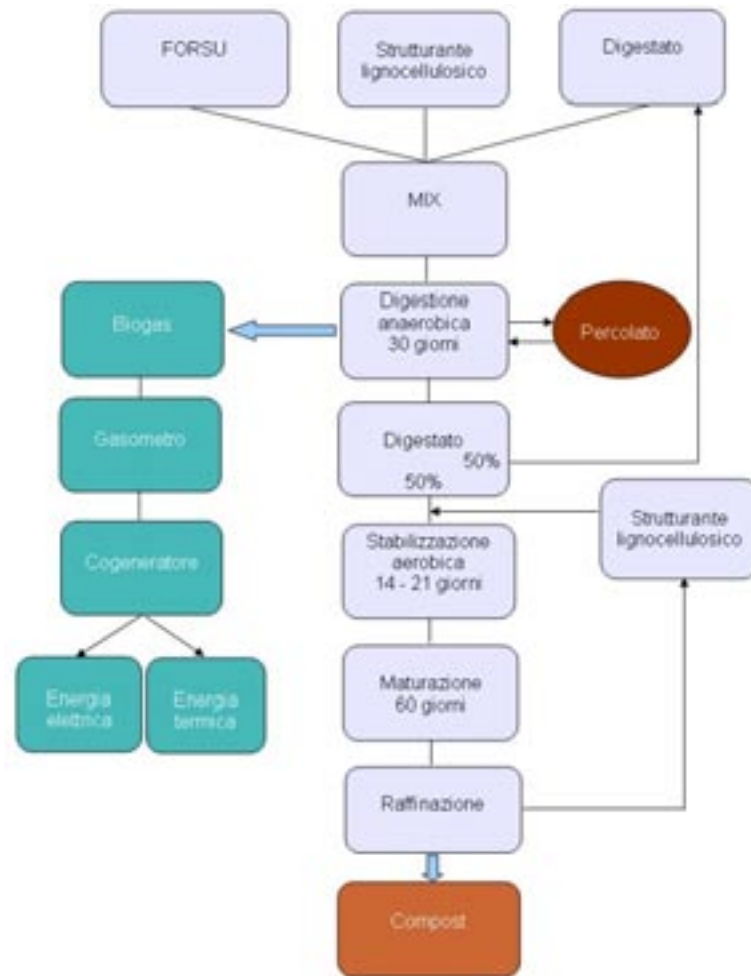 FORSU
Strutturante
lignocellulosico
Digestato
MIX
Digestione
anaerobica
30 giorni
Biogas
Percolato
Gasometro
Digestato
50%
50%
Strutturante
lignocellulosico
Stabilizzazione
aerobica
14 - 21 giorni
Cogeneratore
Energia
elettrica
Energia
termica
Maturazione
60 giorni
Raffinazione
Compost